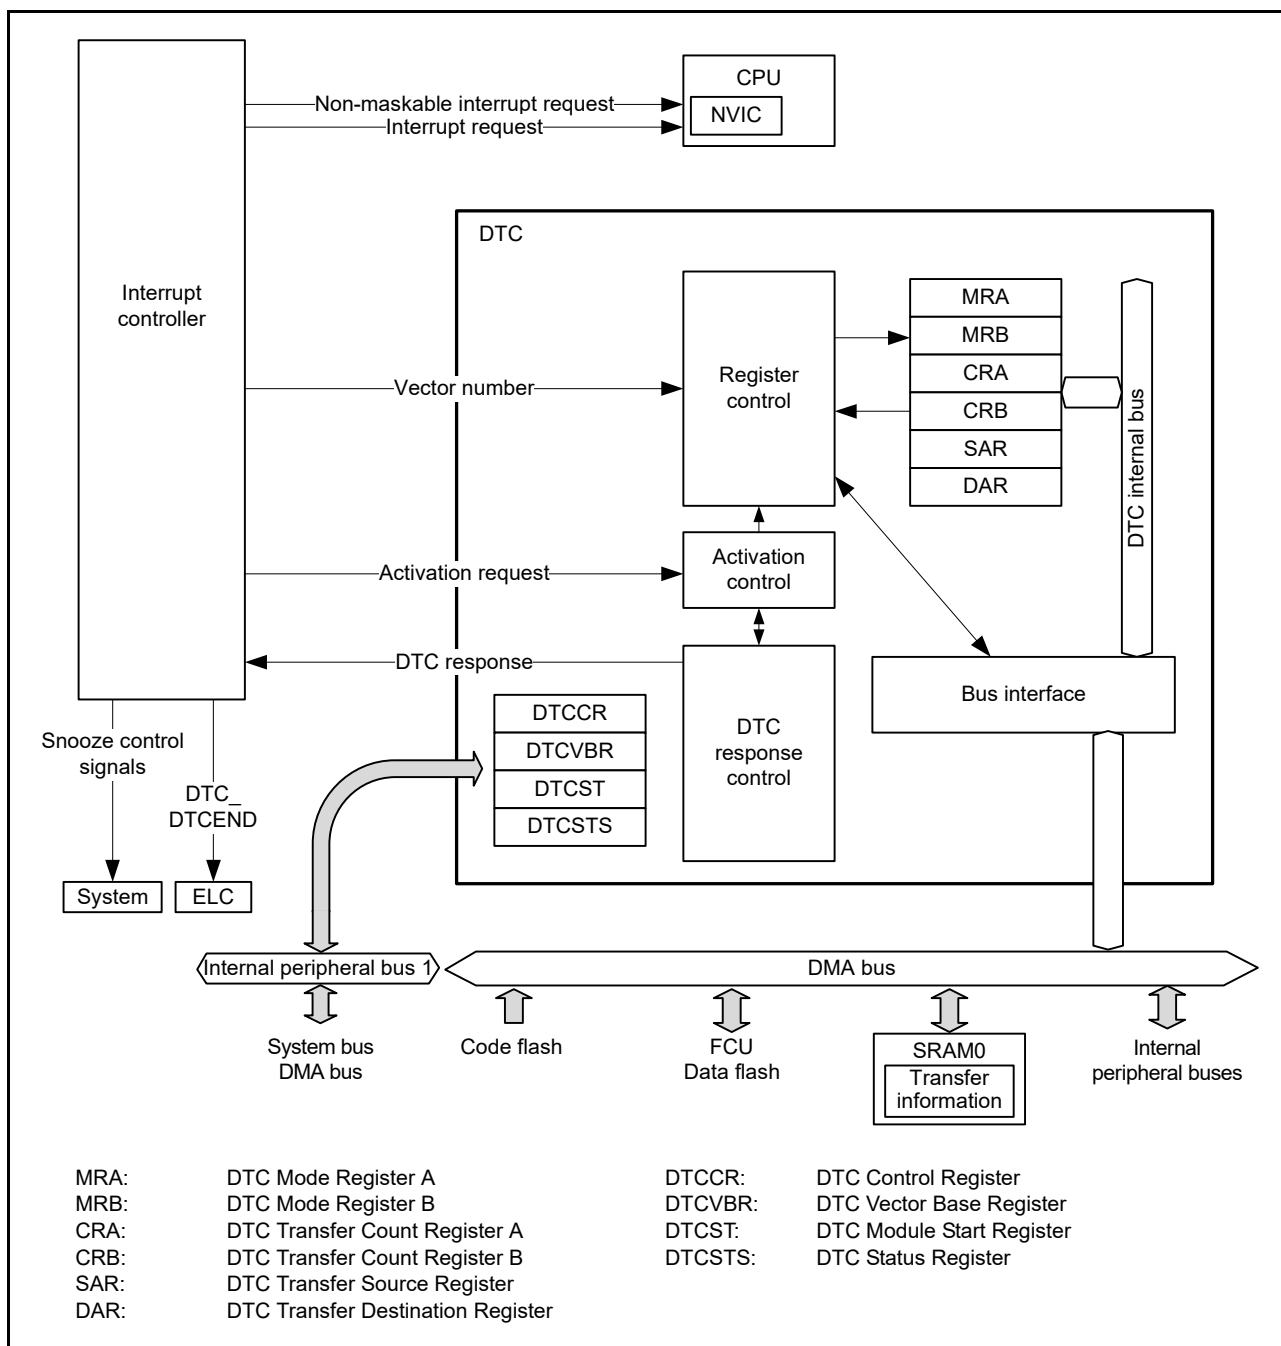 CPU
NVIC
Non-maskable interrupt request
Interrupt request
DTC
Interrupt
controller
Vector number
Register
control
MRA
MRB
CRA
CRB
SAR
DAR
DTC internal bus
Activation request
Activation
control
DTC response
DTC
response
control
Bus interface
DTCCR
DTCVBR
DTCST
DTCSTS
Snooze control
signals
DTC_
DTCEND
System
ELC
Internal peripheral bus 1
DMA bus
System bus
DMA bus
Code flash
FCU
Data flash
SRAM0
Transfer
information
Internal
peripheral buses
MRA: DTC Mode Register A
MRB: DTC Mode Register B
CRA: DTC Transfer Count Register A
CRB: DTC Transfer Count Register B
SAR: DTC Transfer Source Register
DAR: DTC Transfer Destination Register
DTCCR: DTC Control Register
DTCVBR: DTC Vector Base Register
DTCST: DTC Module Start Register
DTCSTS: DTC Status Register